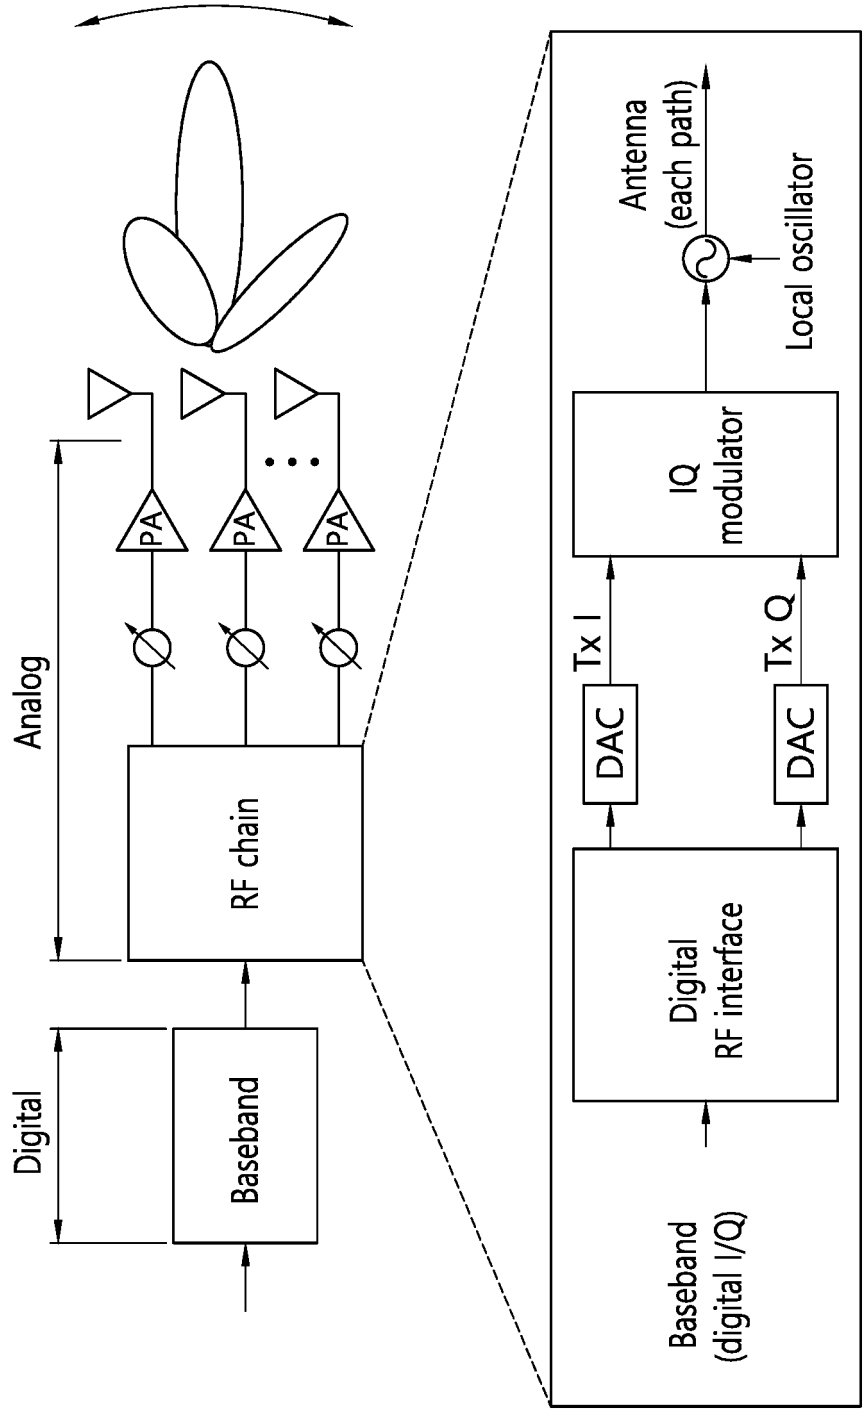 Digital
Analog
Baseband
RF chain
PA
PA
PA
Baseband
(digital I/Q)
Digital
RF interface
DAC
DAC
Tx I
Tx Q
IQ
modulator
Antenna
(each path)
Local oscillator